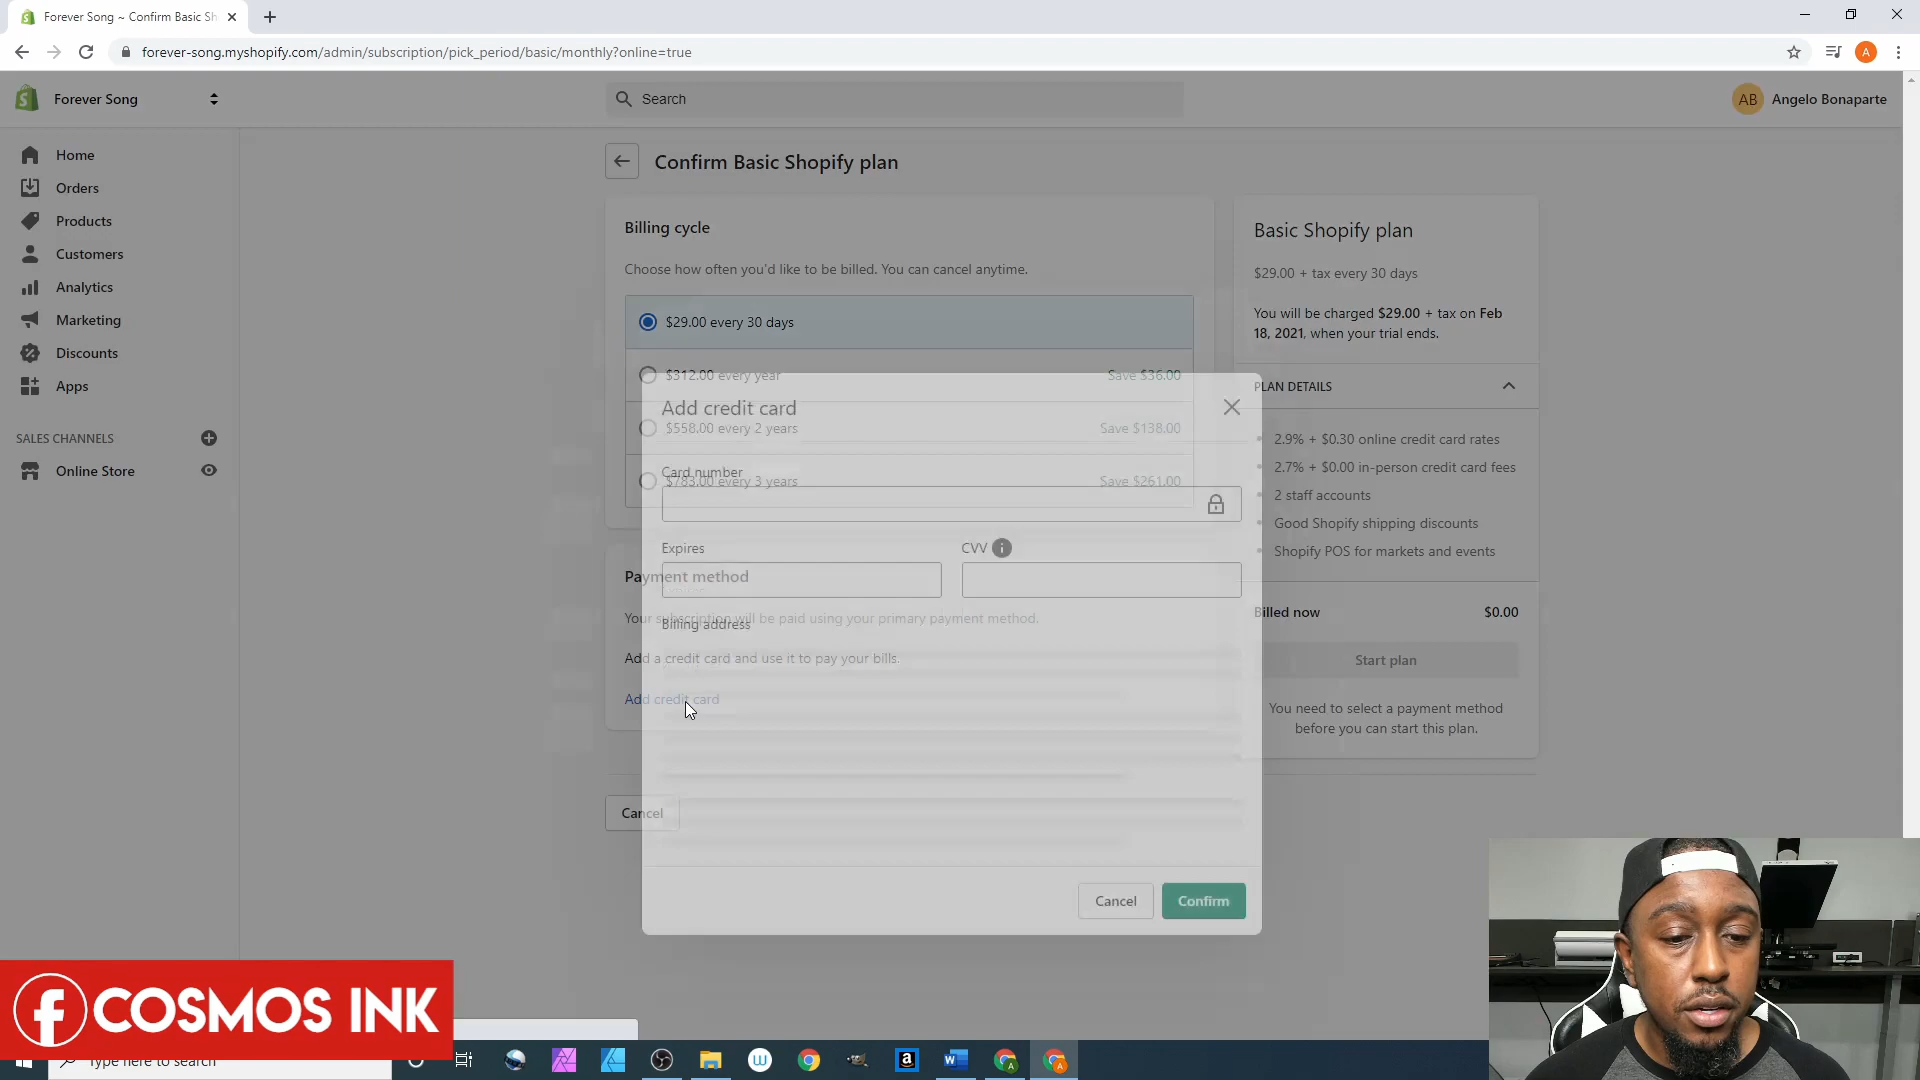 Forever Song ~ Confirm Basic Sh
forever-song.myshopify.com/admin/subscription/pick_period/basic/monthly?online=true
A
Forever Song
Search
AB
Angelo Bonaparte
Home
Orders
Products
Customers
Analytics
Marketing
Discounts
Apps
SALES CHANNELS
Online Store
Confirm Basic Shopify plan
Billing cycle
Choose how often you'd like to be billed. You can cancel anytime.
$29.00 every 30 days
$312.00 every year Save $36.00
$558.00 every 2 years Save $138.00
$783.00 every 3 years Save $261.00
Payment method
Your subscription will be paid using your primary payment method.
Add a credit card and use it to pay your bills.
Add credit card
Cancel
Add credit card
Card number
Expires
CVV
Billing address
Cancel
Confirm
Basic Shopify plan
$29.00 + tax every 30 days
You will be charged $29.00 + tax on Feb
18, 2021, when your trial ends.
PLAN DETAILS
2.9% + $0.30 online credit card rates
2.7% + $0.00 in-person credit card fees
2 staff accounts
Good Shopify shipping discounts
Shopify POS for markets and events
Billed now $0.00
Start plan
You need to select a payment method
before you can start this plan.
COSMOS INK
Type here to search